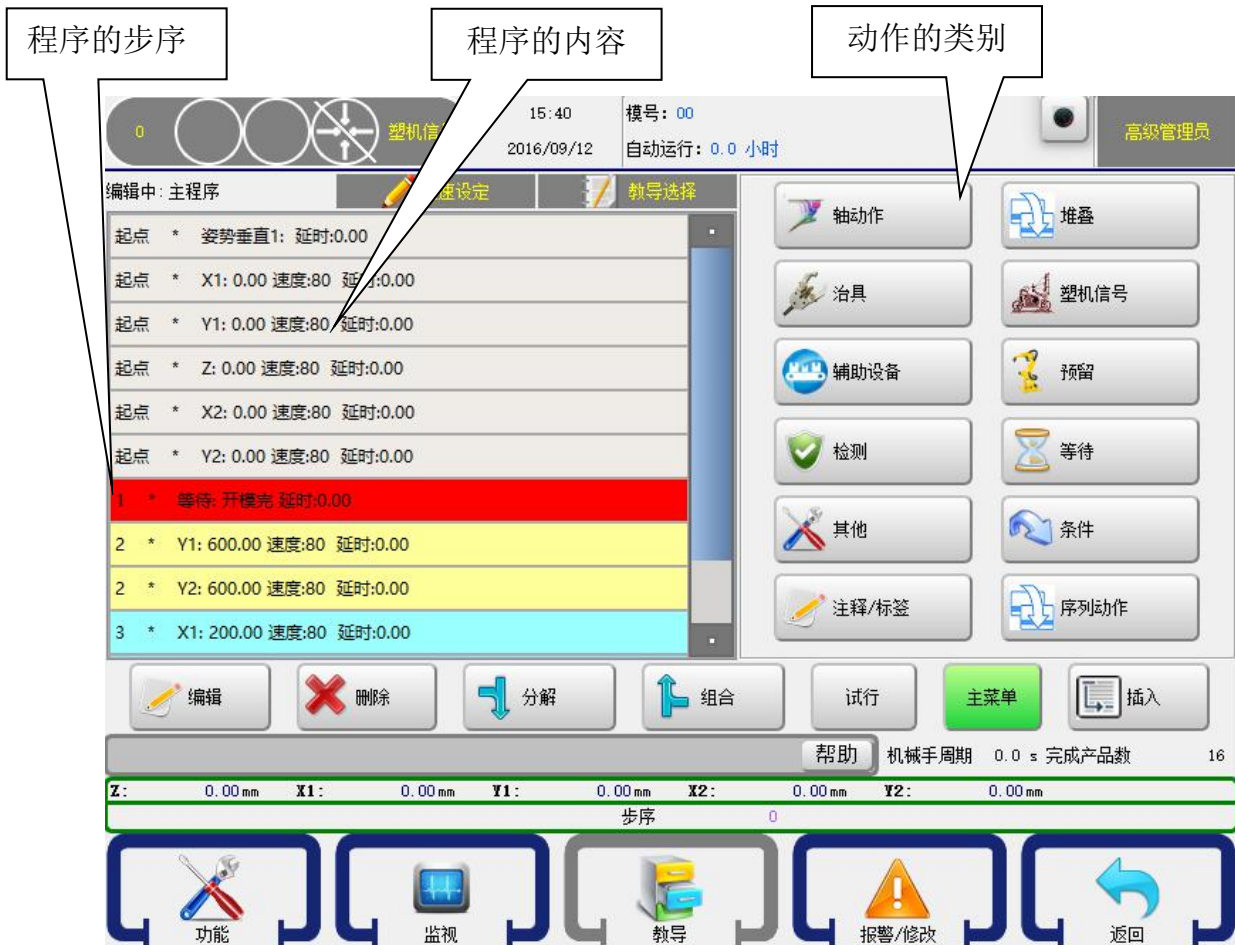 程序的步序
程序的内容
动作的类别
0
塑机信
15:40
2016/09/12
模号: 00
自动运行: 0.0 小时
高级管理员
编辑中: 主程序
速设定
教导选择
起点 * 姿势垂直1: 延时:0.00
起点 * X1: 0.00 速度:80 延时:0.00
起点 * Y1: 0.00 速度:80 延时:0.00
起点 * Z: 0.00 速度:80 延时:0.00
起点 * X2: 0.00 速度:80 延时:0.00
起点 * Y2: 0.00 速度:80 延时:0.00
1 * 等待: 开模完 延时:0.00
2 * Y1: 600.00 速度:80 延时:0.00
2 * Y2: 600.00 速度:80 延时:0.00
3 * X1: 200.00 速度:80 延时:0.00
轴动作
堆叠
治具
塑机信号
辅助设备
预留
检测
等待
其他
条件
注释/标签
序列动作
编辑
删除
分解
组合
试行
主菜单
插入
帮助
机械手周期 0.0 s 完成产品数 16
Z: 0.00 mm X1: 0.00 mm Y1: 0.00 mm X2: 0.00 mm Y2: 0.00 mm
步序 0
功能
监视
教导
报警/修改
返回